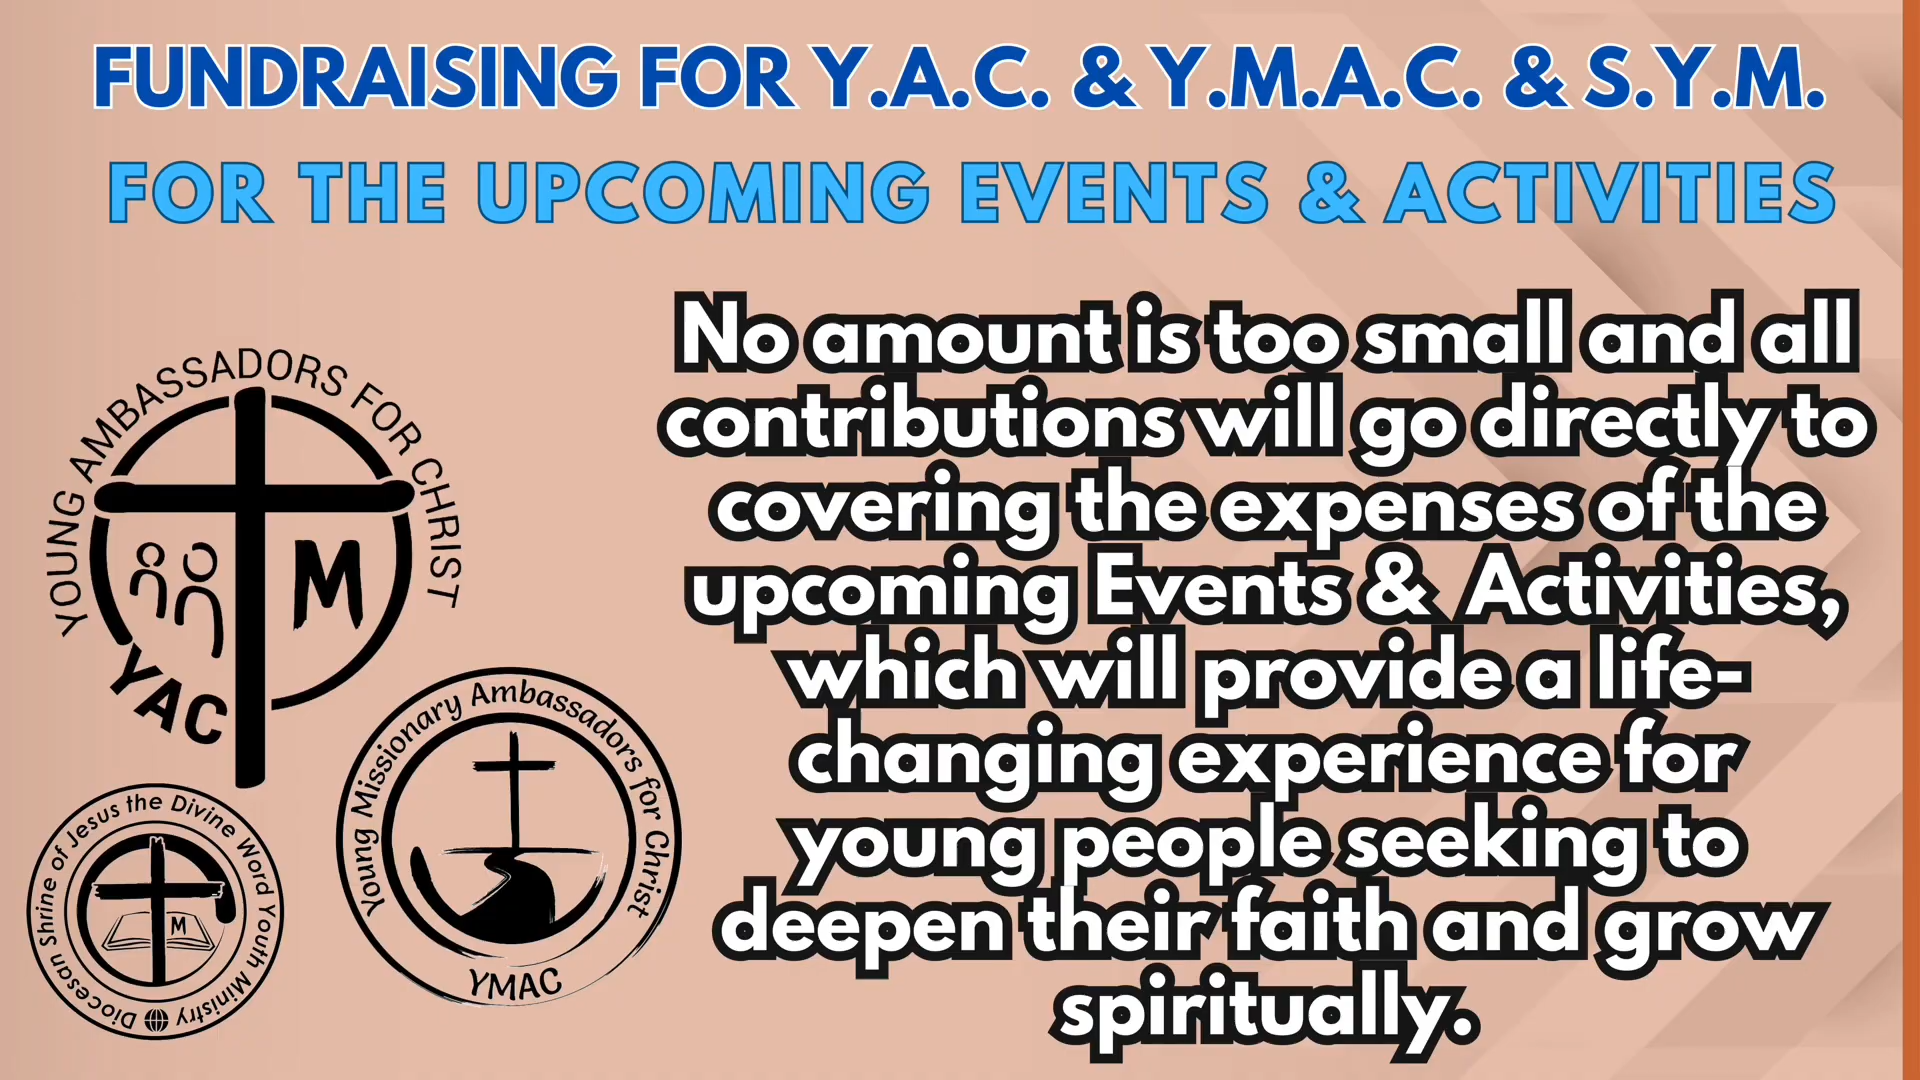 FUNDRAISING FOR Y.A.C. & Y.M.A.C. & S.Y.M.
FOR THE UPCOMING EVENTS & ACTIVITIES
No amount is too small and all
contributions will go directly to
covering the expenses of the
upcoming Events & Activities,
which will provide a life-
changing experience for
young people seeking to
deepen their faith and grow
spiritually.
YOUNG AMBASSADORS FOR CHRIST
M
YAC
Young Missionary Ambassadors for Christ
YMAC
Diocesan Shrine of Jesus the Divine Word Youth Ministry
M